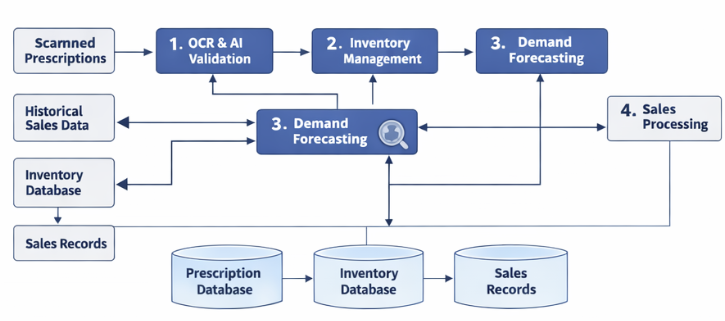 Scanned
Prescriptions
1. OCR & AI
Validation
2. Inventory
Management
3. Demand
Forecasting
Historical
Sales Data
3. Demand
Forecasting
4. Sales
Processing
Inventory
Database
Sales Records
Prescription
Database
Inventory
Database
Sales
Records